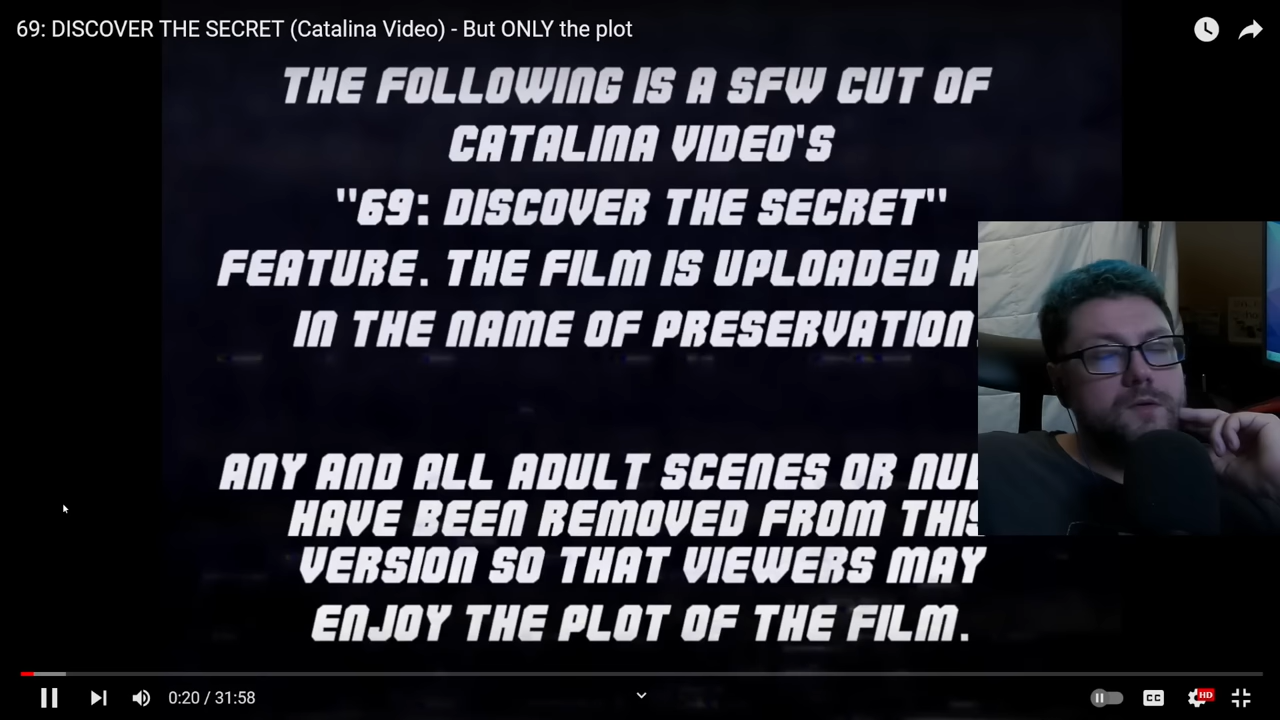 69: DISCOVER THE SECRET (Catalina Video) - But ONLY the plot
THE FOLLOWING IS A SFW CUT OF
CATALINA VIDEO'S
"69: DISCOVER THE SECRET"
FEATURE. THE FILM IS UPLOADED
IN THE NAME OF PRESERVATION.
ANY AND ALL ADULT SCENES OR
HAVE BEEN REMOVED FROM THIS
VERSION SO THAT VIEWERS MAY
ENJOY THE PLOT OF THE FILM.
0:20 / 31:58
CC
HD